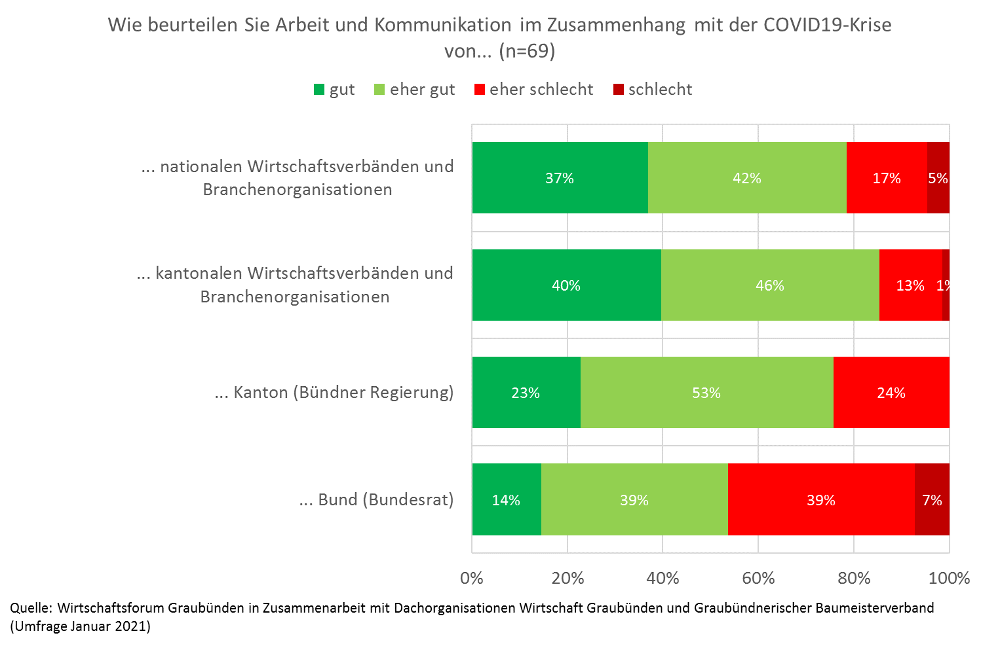 Wie beurteilen Sie Arbeit und Kommunikation im Zusammenhang mit der COVID19-Krise
von... (n=69)
gut eher gut eher schlecht schlecht
... nationalen Wirtschaftsverbänden und
Branchenorganisationen
37% 42% 17% 5%
... kantonalen Wirtschaftsverbänden und
Branchenorganisationen
40% 46% 13% 1%
... Kanton (Bündner Regierung)
23% 53% 24%
... Bund (Bundesrat)
14% 39% 39% 7%
0% 20% 40% 60% 80% 100%
Quelle: Wirtschaftsforum Graubünden in Zusammenarbeit mit Dachorganisationen Wirtschaft Graubünden und Graubündnerischer Baumeisterverband
(Umfrage Januar 2021)